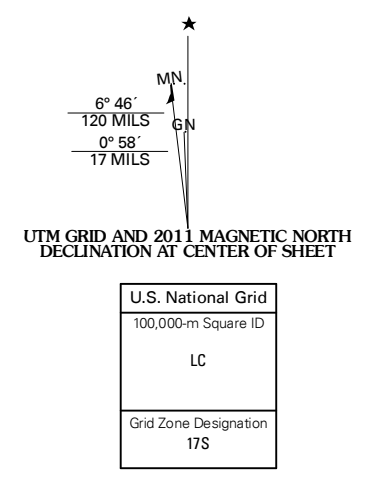 ★
MN.
6° 46´
120 MILS
GN
0° 58´
17 MILS
UTM GRID AND 2011 MAGNETIC NORTH
DECLINATION AT CENTER OF SHEET
U.S. National Grid
100,000-m Square ID
LC
Grid Zone Designation
17S